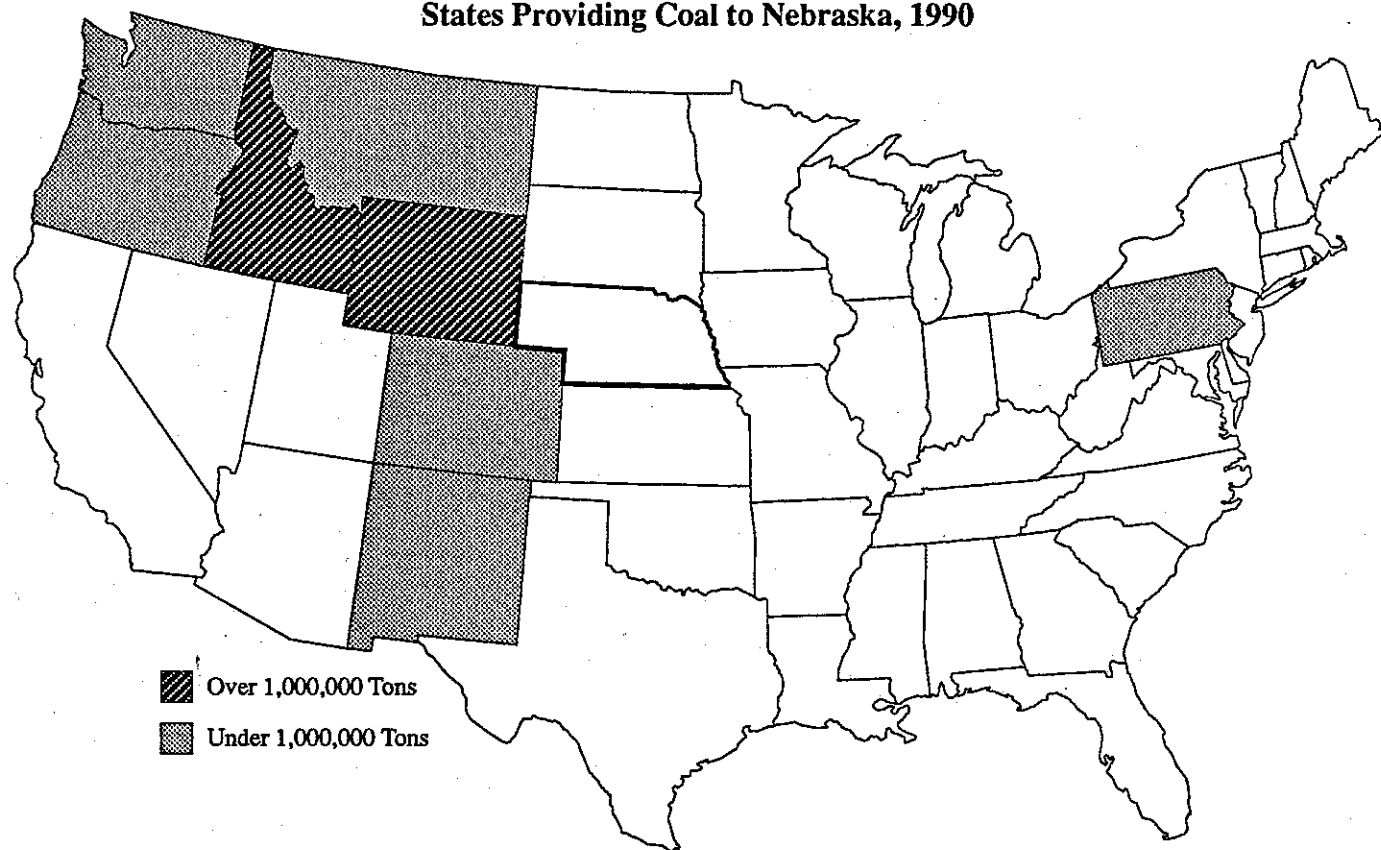 States Providing Coal to Nebraska, 1990
Over 1,000,000 Tons
Under 1,000,000 Tons